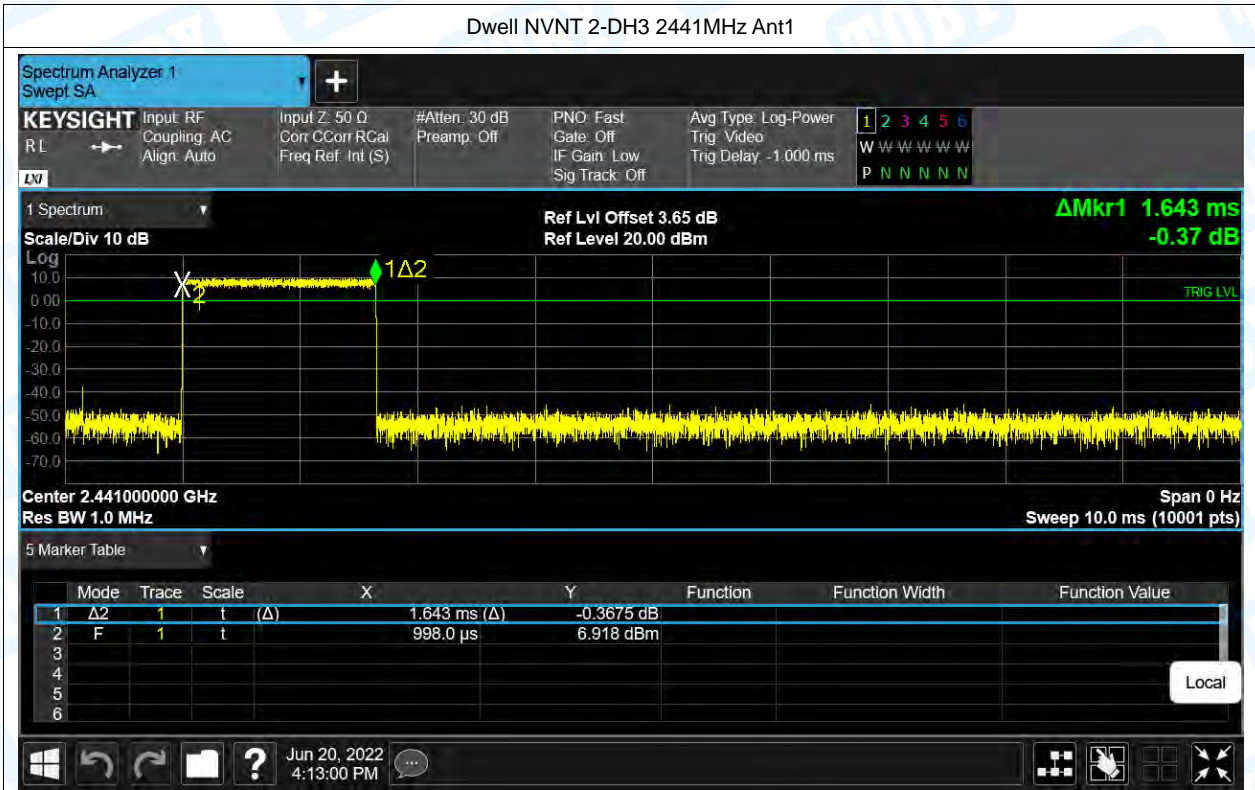 Dwell NVNT 2-DH3 2441MHz Ant1
Spectrum Analyzer 1
Swept SA
+
KEYSIGHT
RL
LXI
Input: RF
Coupling: AC
Align: Auto
Input Z: 50 Ω
Corr CCorr RCal
Freq Ref: Int (S)
#Atten: 30 dB
Preamp: Off
PNO: Fast
Gate: Off
IF Gain: Low
Sig Track: Off
Avg Type: Log-Power
Trig: Video
Trig Delay: -1.000 ms
1 2 3 4 5 6
W W W W W W
P N N N N N
1 Spectrum
Scale/Div 10 dB
Ref Lvl Offset 3.65 dB
Ref Level 20.00 dBm
ΔMkr1 1.643 ms
-0.37 dB
Log
10.0
0.00
-10.0
-20.0
-30.0
-40.0
-50.0
-60.0
-70.0
X2
1Δ2
TRIG LVL
Center 2.441000000 GHz
Res BW 1.0 MHz
Span 0 Hz
Sweep 10.0 ms (10001 pts)
5 Marker Table
Mode Trace Scale X Y Function Function Width Function Value
1 Δ2 1 t (Δ) 1.643 ms (Δ) -0.3675 dB
2 F 1 t 998.0 µs 6.918 dBm
3
4
5
6
Local
?
Jun 20, 2022
4:13:00 PM